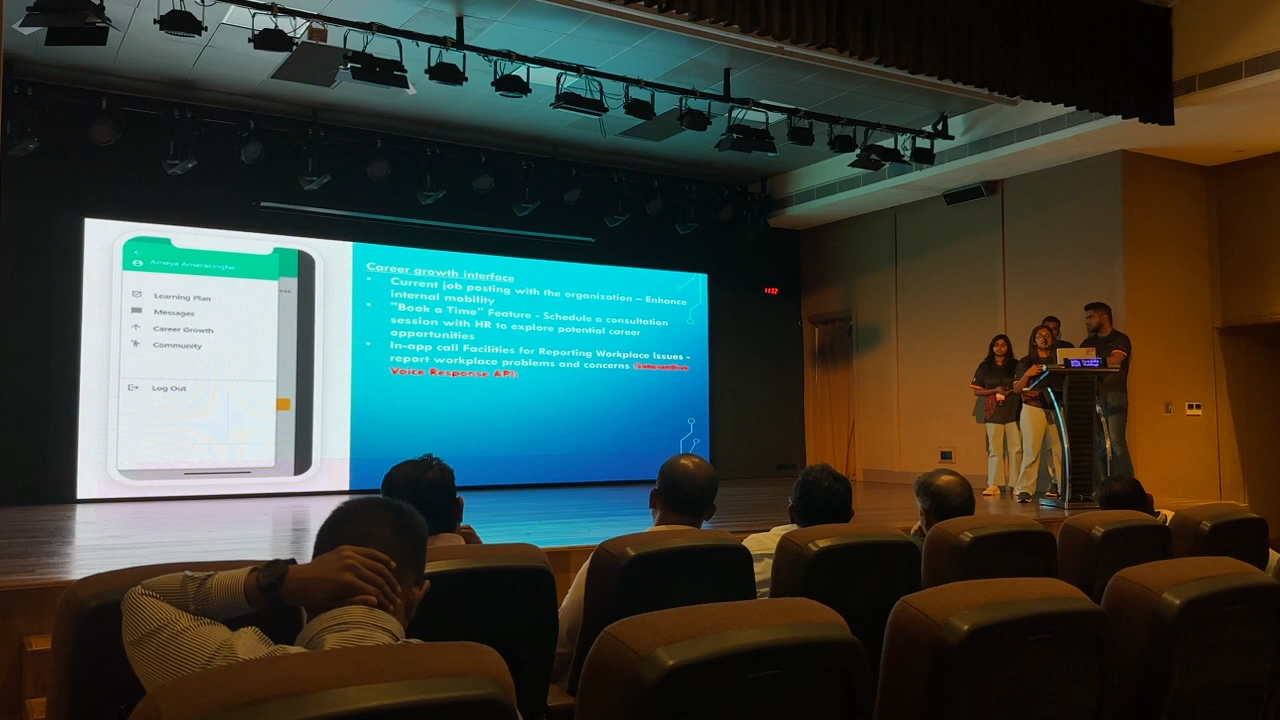 Amaya Amarasinghe
Learning Plan
Messages
Career Growth
Community
Log Out
Career growth interface
• Current job posting with the organization – Enhance
internal mobility
• "Book a Time" Feature - Schedule a consultation
session with HR to explore potential career
opportunities
• In-app call Facilities for Reporting Workplace Issues -
report workplace problems and concerns
Voice Response API)